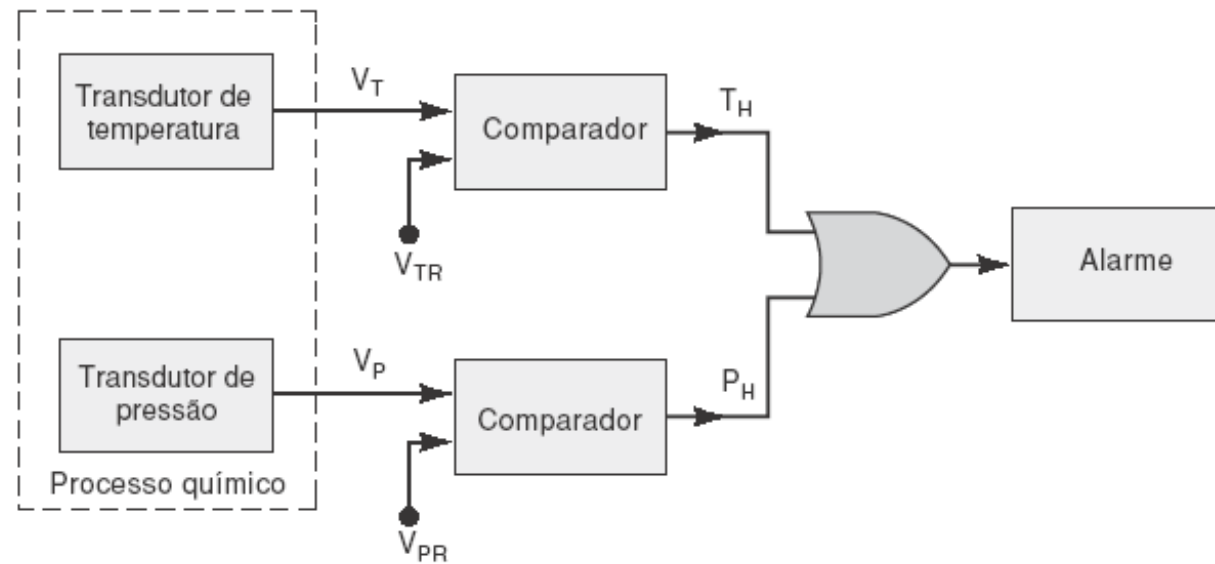 Transdutor de
temperatura
V_T
Comparador
T_H
V_TR
Alarme
Transdutor de
pressão
V_P
Comparador
P_H
Processo químico
V_PR